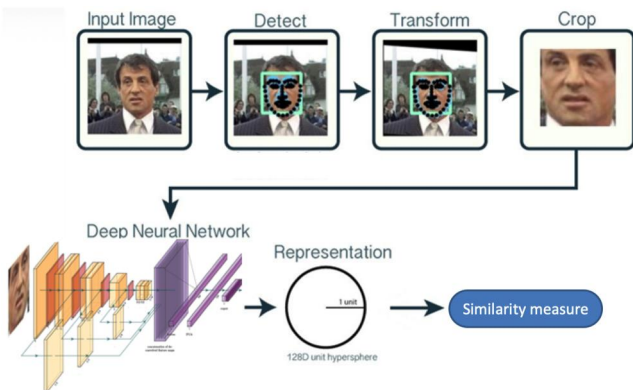 Input Image
Detect
Transform
Crop
Deep Neural Network
Representation
1 unit
128D unit hypersphere
Similarity measure